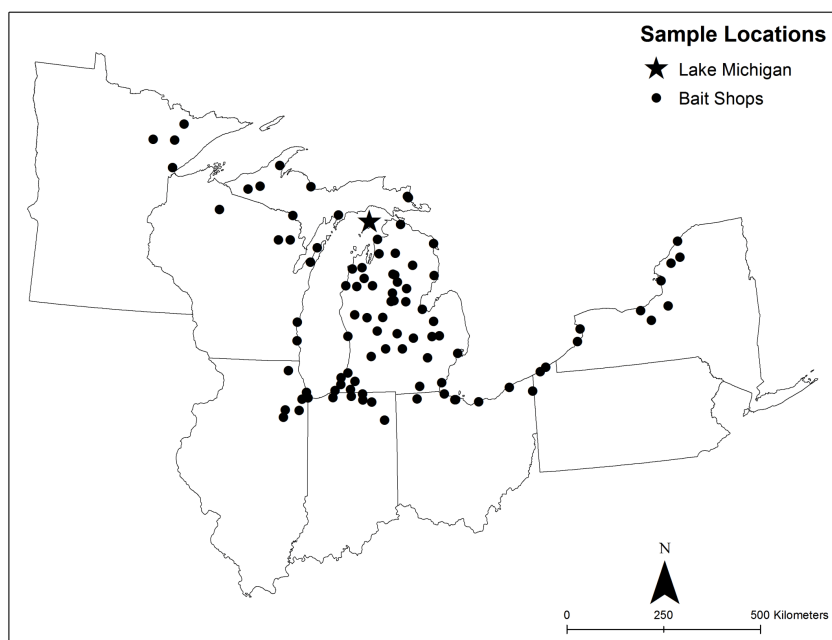 Sample Locations
Lake Michigan
Bait Shops
N
0 250 500 Kilometers